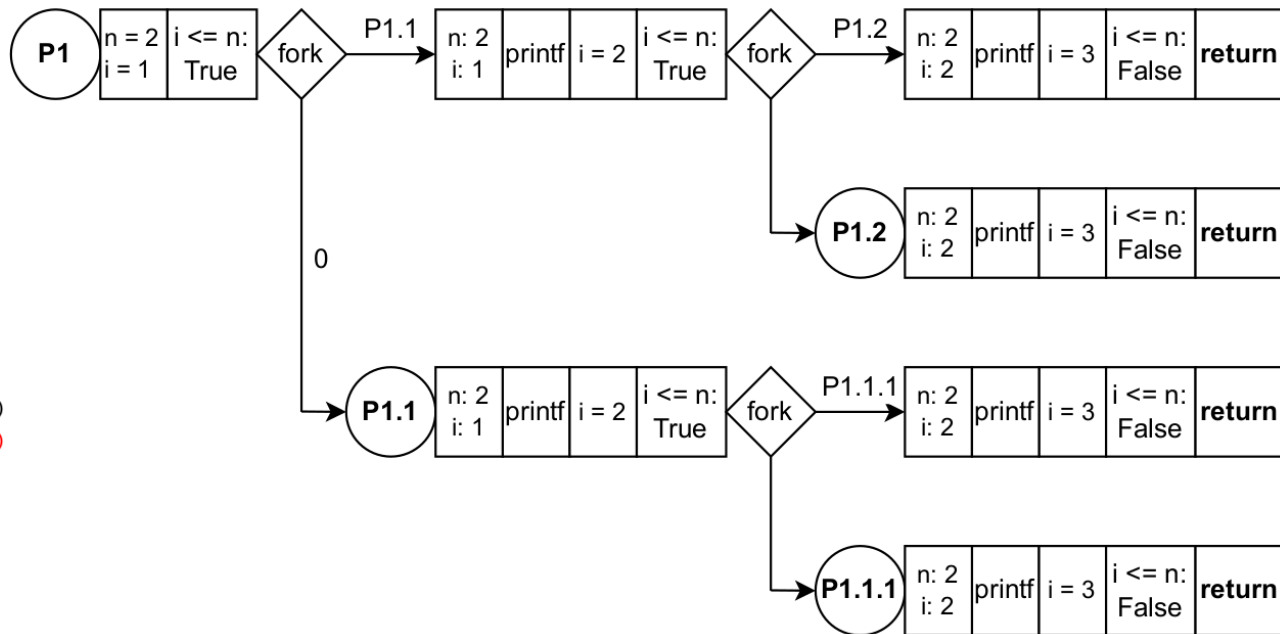 P1
n = 2
i = 1
i <= n:
True
fork
P1.1
n: 2
i: 1
printf
i = 2
i <= n:
True
fork
P1.2
n: 2
i: 2
printf
i = 3
i <= n:
False
return
P1.2
n: 2
i: 2
printf
i = 3
i <= n:
False
return
0
)
)
P1.1
n: 2
i: 1
printf
i = 2
i <= n:
True
fork
P1.1.1
n: 2
i: 2
printf
i = 3
i <= n:
False
return
P1.1.1
n: 2
i: 2
printf
i = 3
i <= n:
False
return